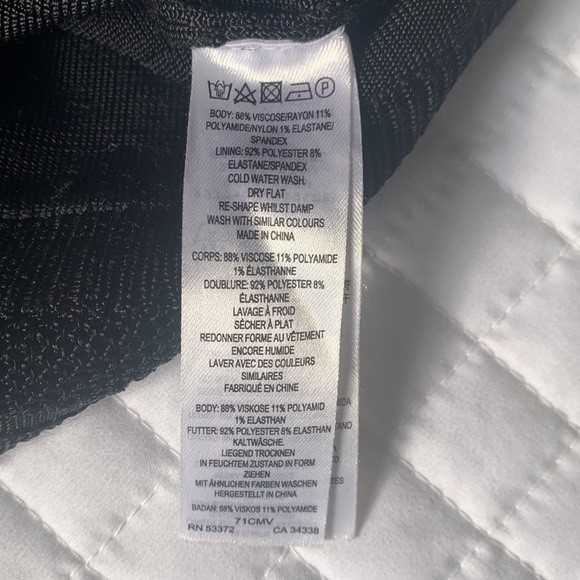 P
BODY: 88% VISCOSE/RAYON 11%
POLYAMIDE/NYLON 1% ELASTANE/
SPANDEX
LINING: 92% POLYESTER 8%
ELASTANE/SPANDEX
COLD WATER WASH.
DRY FLAT
RE-SHAPE WHILST DAMP
WASH WITH SIMILAR COLOURS
MADE IN CHINA
CORPS: 88% VISCOSE 11% POLYAMIDE
1% ÉLASTHANNE
DOUBLURE: 92% POLYESTER 8%
ÉLASTHANNE
LAVAGE À FROID
SÉCHER À PLAT
REDONNER FORME AU VÊTEMENT
ENCORE HUMIDE
LAVER AVEC DES COULEURS
SIMILAIRES
FABRIQUÉ EN CHINE
BODY: 88% VISKOSE 11% POLYAMID
1% ELASTHAN
FUTTER: 92% POLYESTER 8% ELASTHAN
KALTWÄSCHE.
LIEGEND TROCKNEN
IN FEUCHTEM ZUSTAND IN FORM
ZIEHEN
MIT ÄHNLICHEN FARBEN WASCHEN
HERGESTELLT IN CHINA
BADAN: 88% VISKOS 11% POLYAMIDE
71CMV
RN 53372 CA 34338